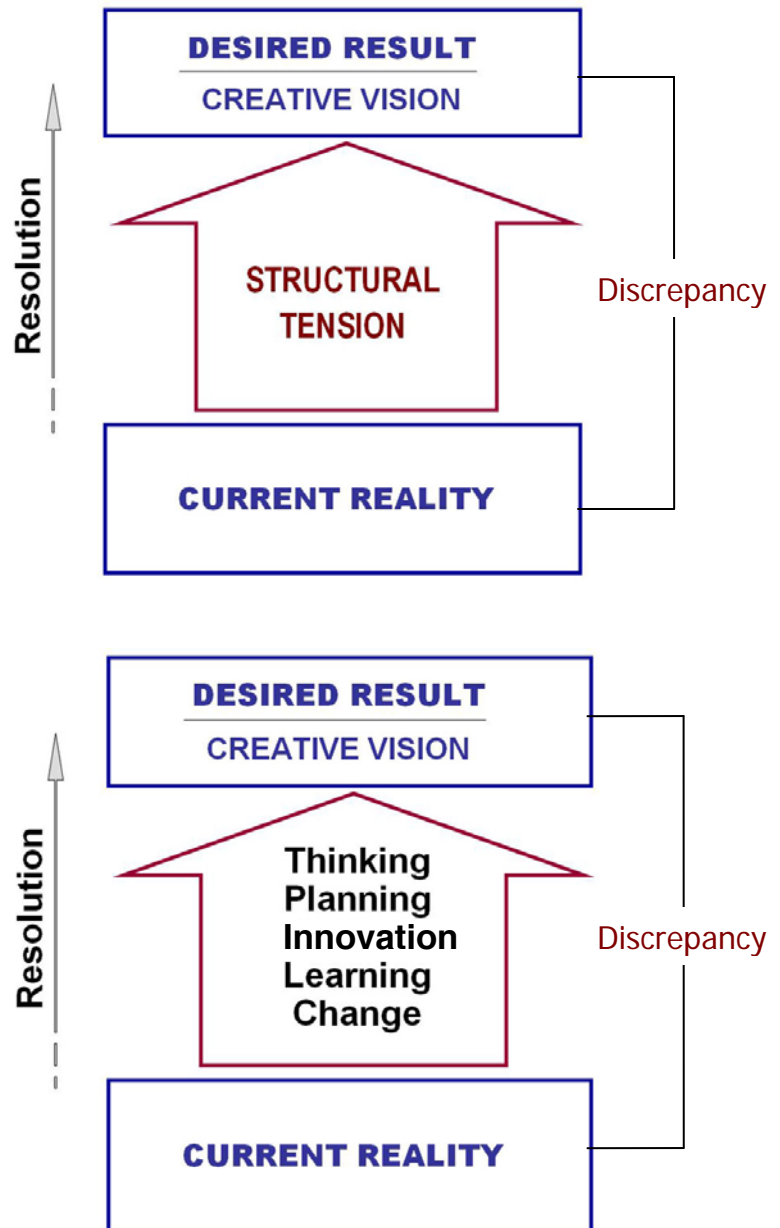 DESIRED RESULT
CREATIVE VISION
Resolution
STRUCTURAL
TENSION
Discrepancy
CURRENT REALITY
DESIRED RESULT
CREATIVE VISION
Resolution
Thinking
Planning
Innovation
Learning
Change
Discrepancy
CURRENT REALITY